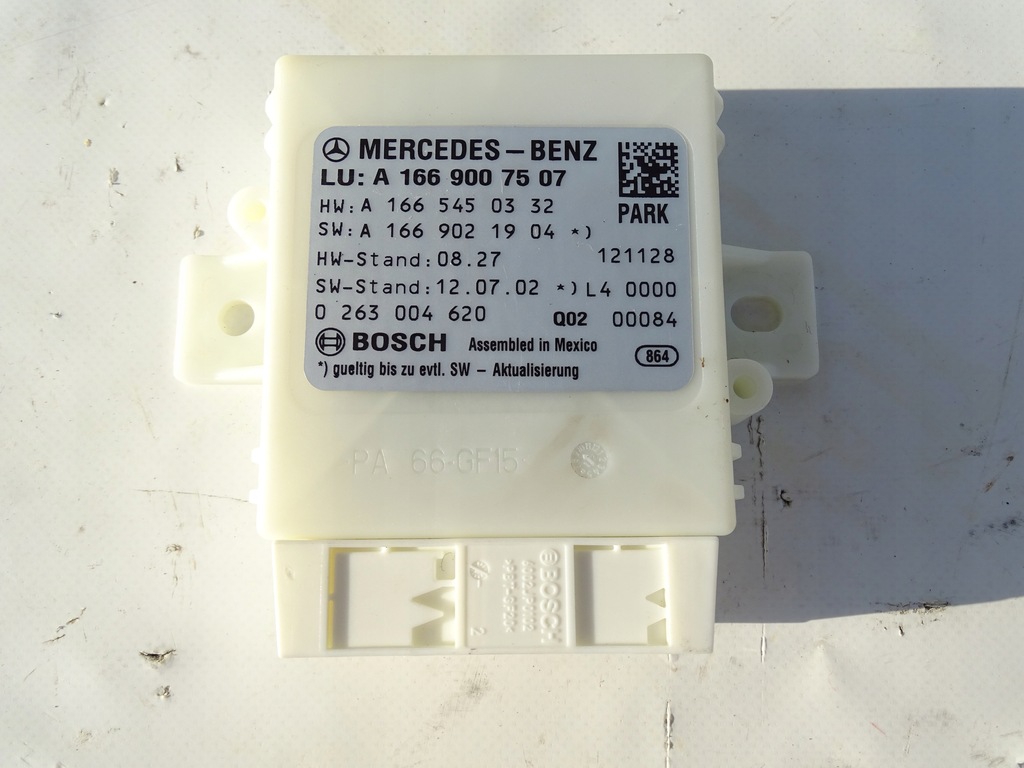 MERCEDES-BENZ
LU: A 166 900 75 07
PARK
HW: A 166 545 03 32
SW: A 166 902 19 04 *)
HW-Stand: 08.27 121128
SW-Stand: 12.07.02 *) L4 0000
0 263 004 620 Q02 00084
BOSCH Assembled in Mexico 864
*) gueltig bis zu evtl. SW - Aktualisierung
PA 66-GF15
BOSCH
2